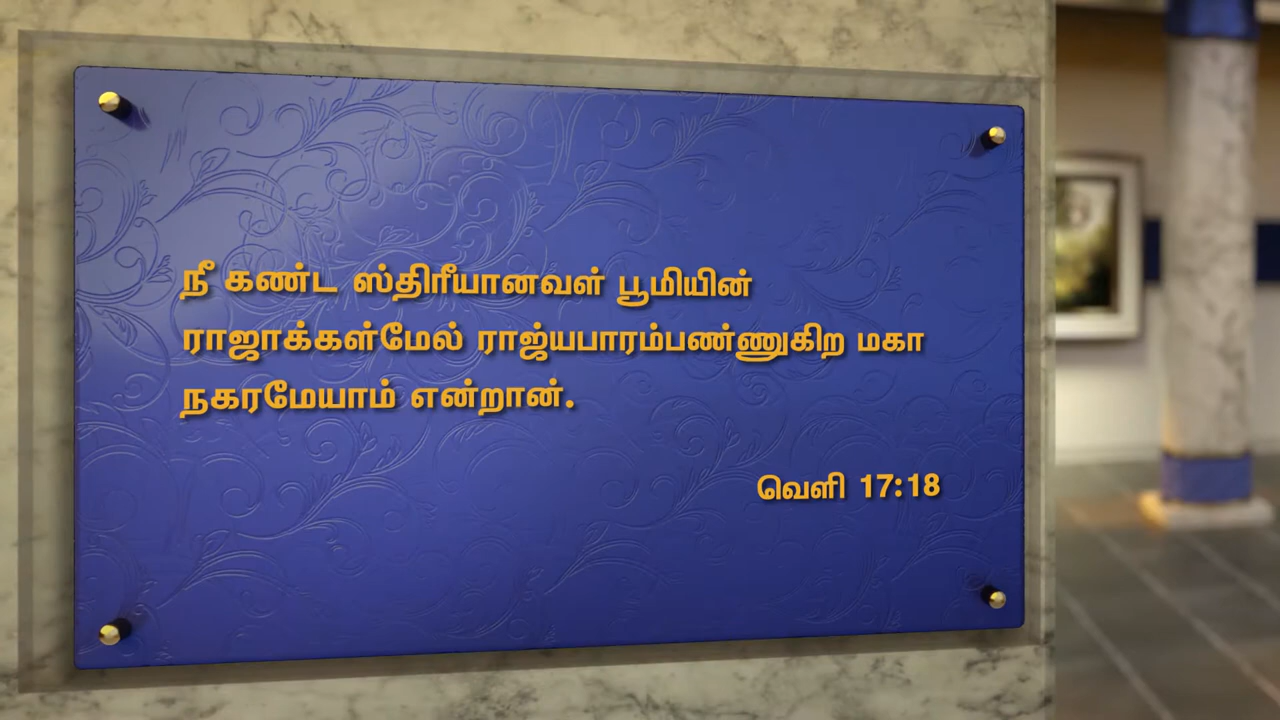 நீ கண்ட ஸ்திரீயானவள் பூமியின்
ராஜாக்கள்மேல் ராஜ்யபாரம்பண்ணுகிற மகா
நகரமேயாம் என்றான்.
வெளி 17:18